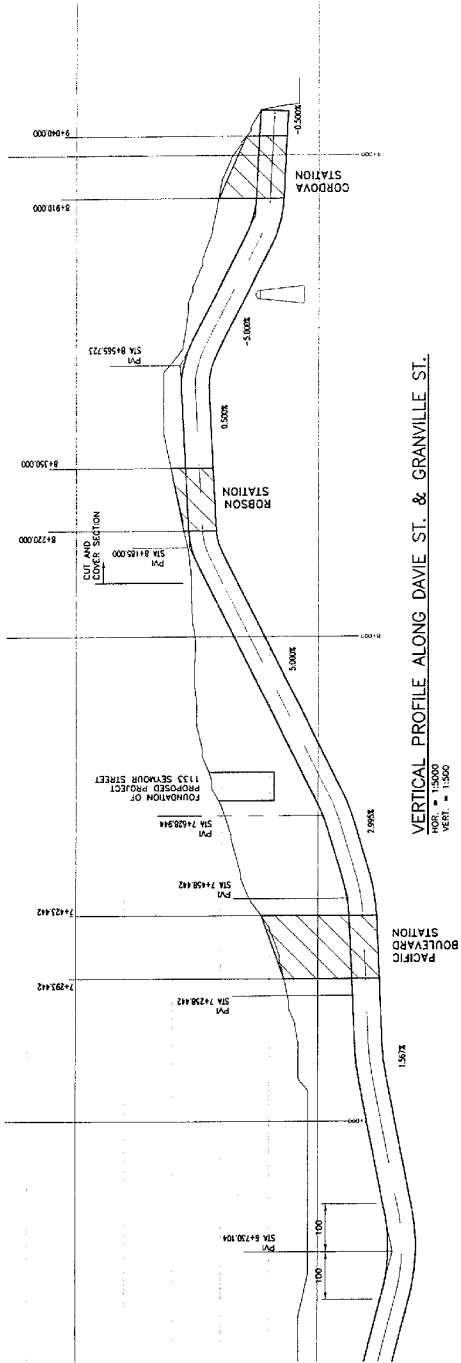 9+040.000
8+910.000
PVI
STA 8+565.723
8+350.000
8+220.000
CUT AND
COVER SECTION
PVI
STA 8+185.000
FOUNDATION OF
PROPOSED PROJECT
1133 SEYMOUR STREET
PVI
STA 7+628.944
PVI
STA 7+458.442
7+423.442
7+293.442
PVI
STA 7+258.442
PVI
STA 6+730.104
100
100
-0.500%
CORDOVA
STATION
-5.000%
0.500%
ROBSON
STATION
8+000
5.000%
2.995%
PACIFIC
BOULEVARD
STATION
1.567%
VERTICAL PROFILE ALONG DAVIE ST. & GRANVILLE ST.
HOR. = 1:5000
VERT. = 1:500